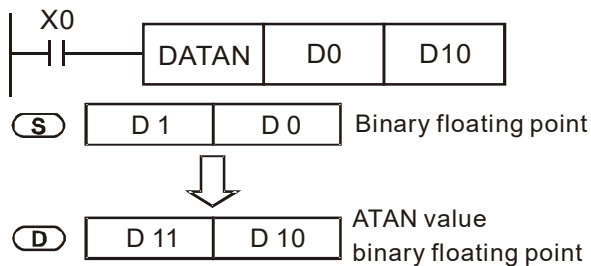 X0
DATAN D0 D10
S D 1 D 0 Binary floating point
D D 11 D 10 ATAN value
binary floating point